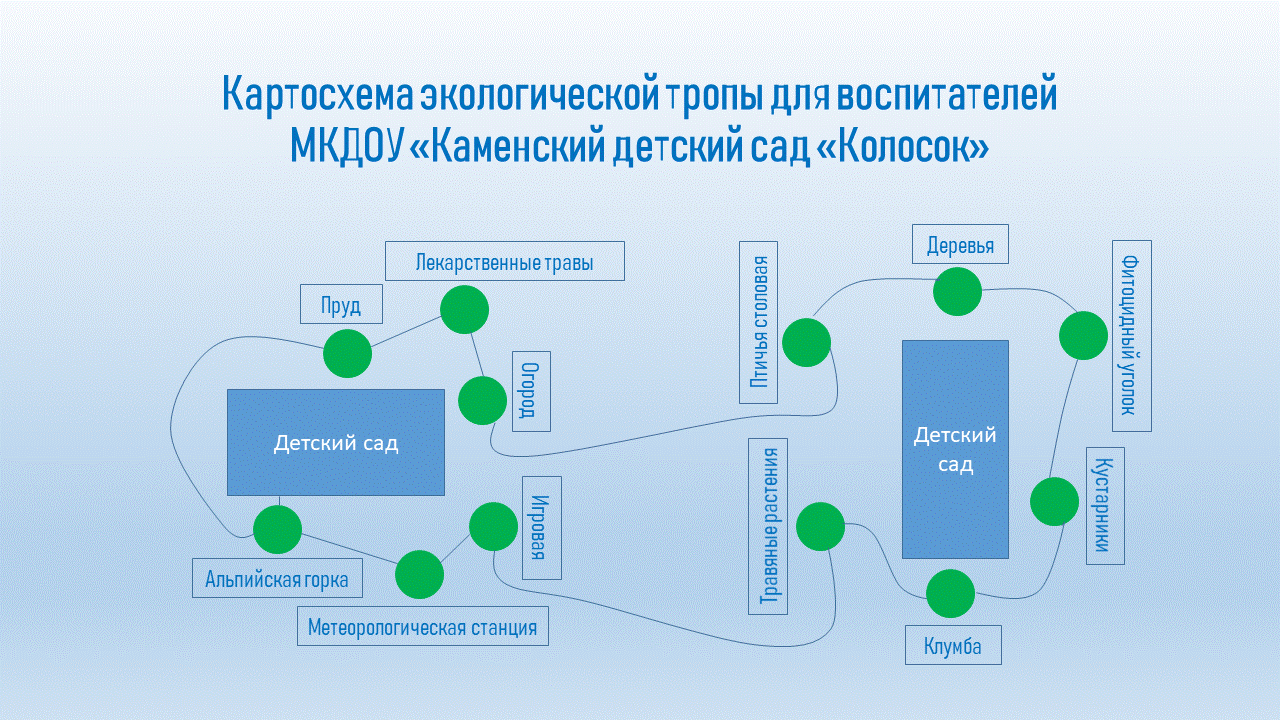 Картосхема экологической тропы для воспитателей
МКДОУ «Каменский детский сад «Колосок»
Деревья
Лекарственные травы
Пруд
Птичья столовая
Фитоцидный уголок
Огород
Детский сад
Детский
сад
Травяные растения
Кустарники
Игровая
Альпийская горка
Метеорологическая станция
Клумба